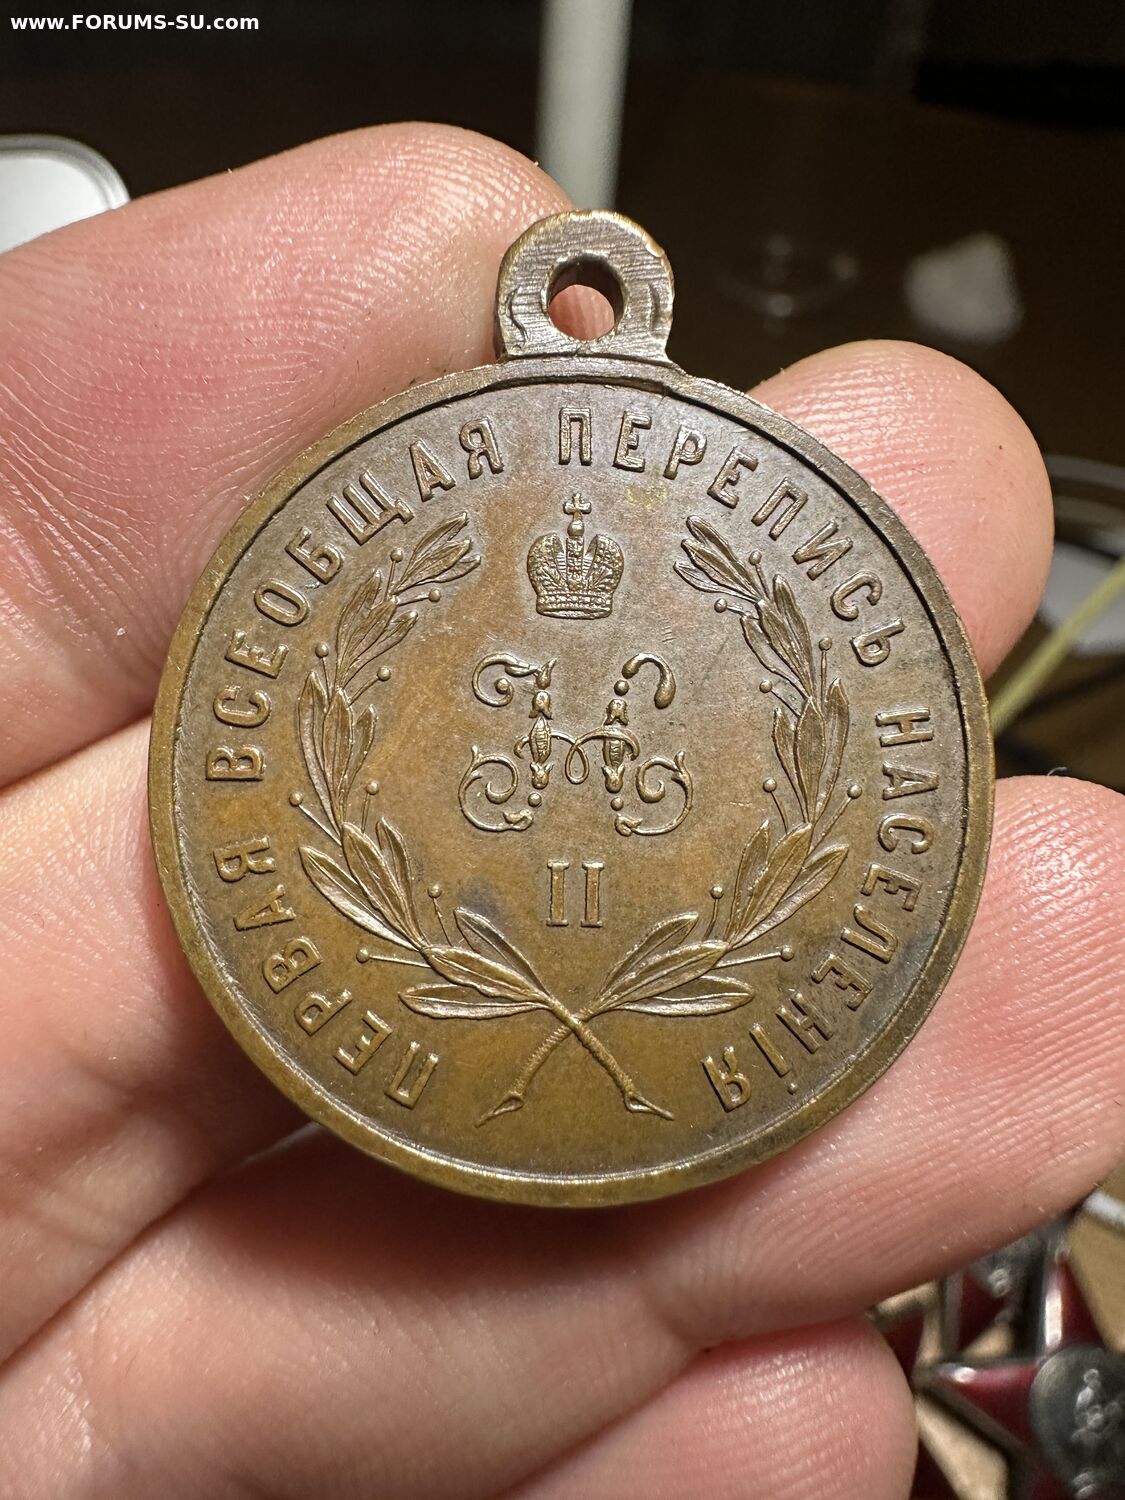 www.FORUMS-SU.com
ПЕРВАЯ ВСЕОБЩАЯ ПЕРЕПИСЬ НАСЕЛЕНІЯ
Н
II